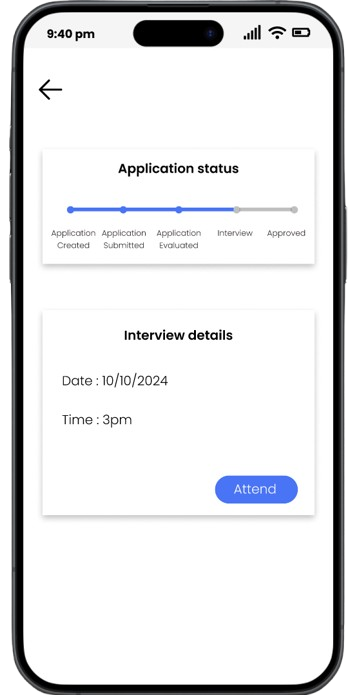 9:40 pm
Application status
Application Created
Application Submitted
Application Evaluated
Interview
Approved
Interview details
Date : 10/10/2024
Time : 3pm
Attend